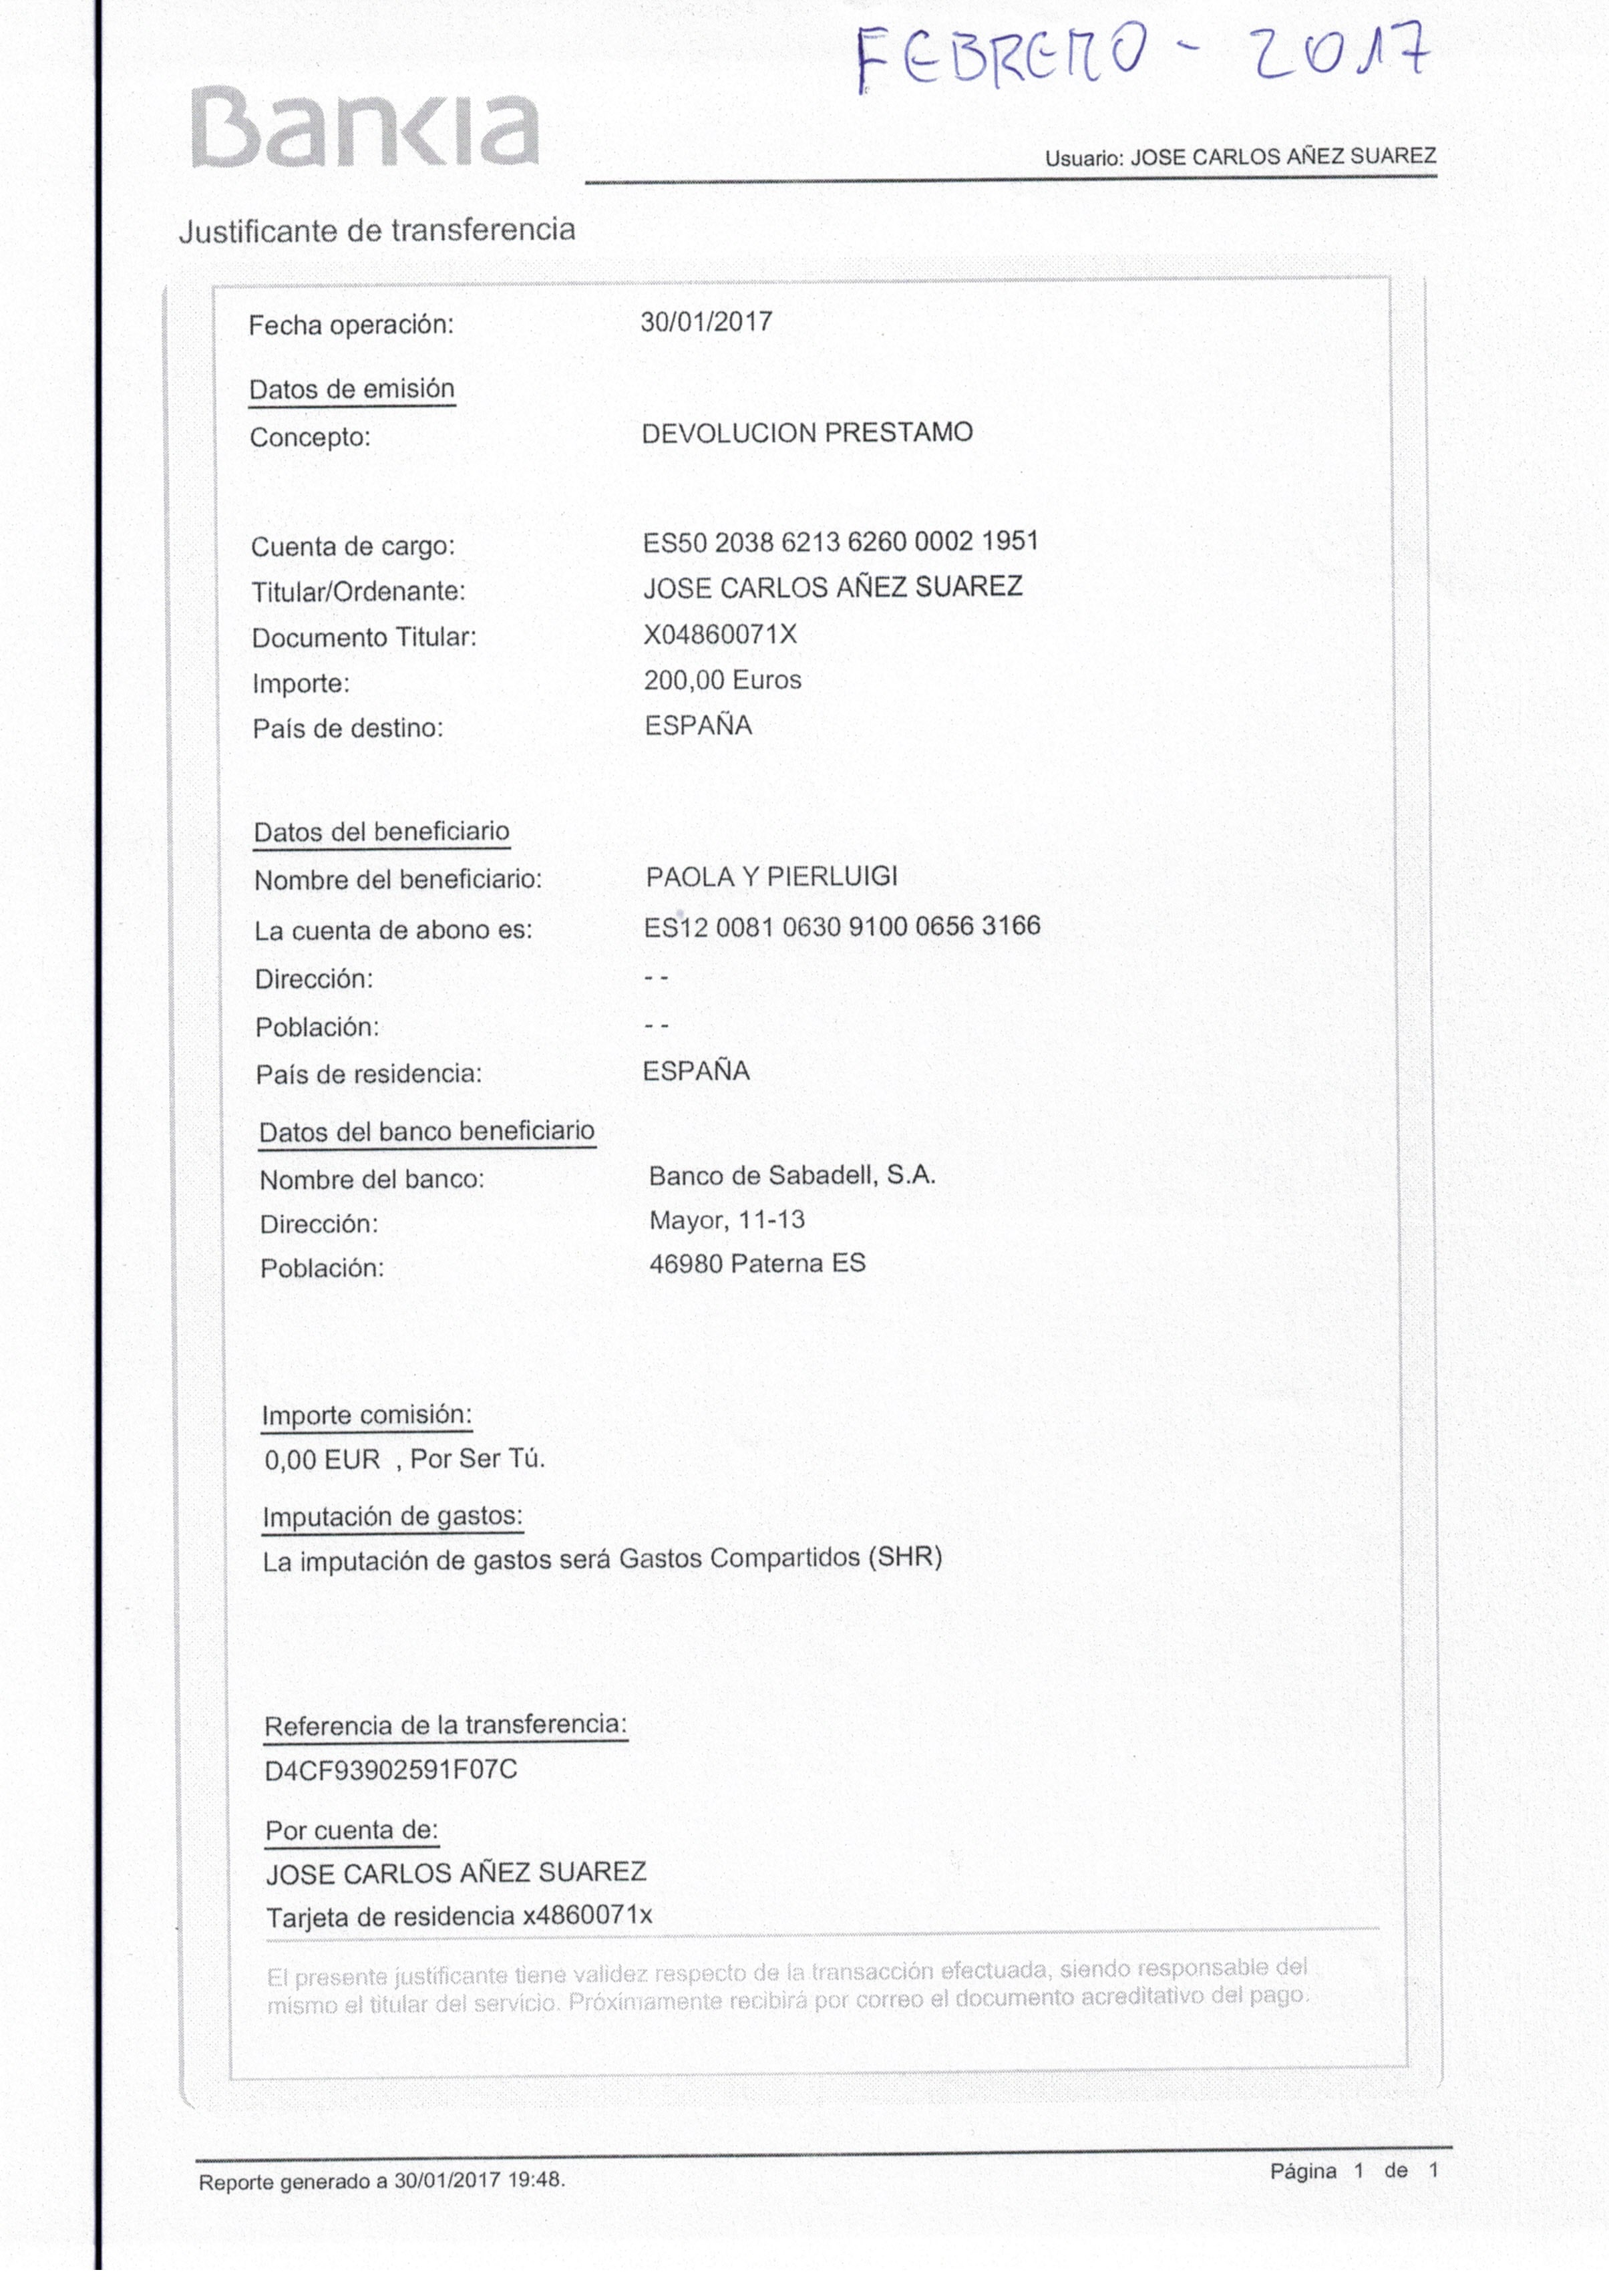 FEBRERO - 2017
Bankia
Usuario: JOSE CARLOS AÑEZ SUAREZ
Justificante de transferencia
Fecha operación: 30/01/2017
Datos de emisión
Concepto: DEVOLUCION PRESTAMO
Cuenta de cargo: ES50 2038 6213 6260 0002 1951
Titular/Ordenante: JOSE CARLOS AÑEZ SUAREZ
Documento Titular: X04860071X
Importe: 200,00 Euros
País de destino: ESPAÑA
Datos del beneficiario
Nombre del beneficiario: PAOLA Y PIERLUIGI
La cuenta de abono es: ES12 0081 0630 9100 0656 3166
Dirección: - -
Población: - -
País de residencia: ESPAÑA
Datos del banco beneficiario
Nombre del banco: Banco de Sabadell, S.A.
Dirección: Mayor, 11-13
Población: 46980 Paterna ES
Importe comisión:
0,00 EUR , Por Ser Tú.
Imputación de gastos:
La imputación de gastos será Gastos Compartidos (SHR)
Referencia de la transferencia:
D4CF93902591F07C
Por cuenta de:
JOSE CARLOS AÑEZ SUAREZ
Tarjeta de residencia x4860071x
El presente justificante tiene validez respecto de la transacción efectuada, siendo responsable del
mismo el titular del servicio. Próximamente recibirá por correo el documento acreditativo del pago.
Reporte generado a 30/01/2017 19:48.
Página 1 de 1